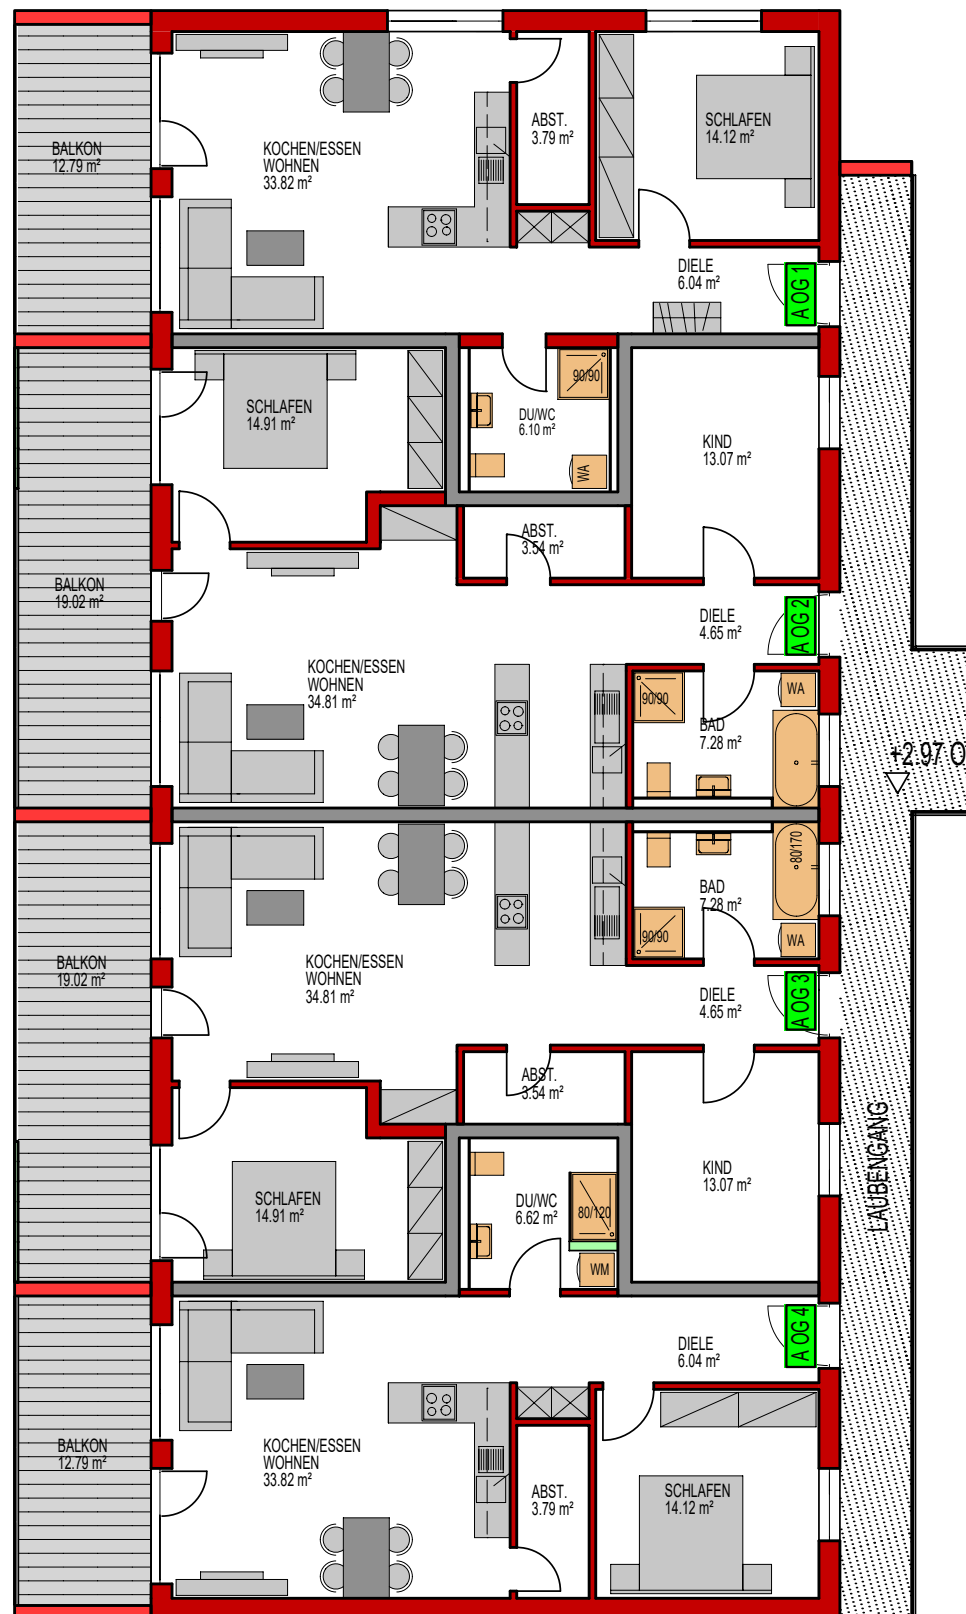 BALKON
12.79 m²
KOCHEN/ESSEN
WOHNEN
33.82 m²
ABST.
3.79 m²
SCHLAFEN
14.12 m²
DIELE
6.04 m²
A OG 1
SCHLAFEN
14.91 m²
90/90
DU/WC
6.10 m²
WA
KIND
13.07 m²
ABST.
3.54 m²
BALKON
19.02 m²
DIELE
4.65 m²
A OG 2
KOCHEN/ESSEN
WOHNEN
34.81 m²
90/90
WA
BAD
7.28 m²
+2.97 O
80/170
BAD
7.28 m²
90/90
WA
BALKON
19.02 m²
KOCHEN/ESSEN
WOHNEN
34.81 m²
DIELE
4.65 m²
A OG 3
ABST.
3.54 m²
LAUBENGANG
KIND
13.07 m²
SCHLAFEN
14.91 m²
DU/WC
6.62 m²
80/120
WM
DIELE
6.04 m²
A OG 4
BALKON
12.79 m²
KOCHEN/ESSEN
WOHNEN
33.82 m²
ABST.
3.79 m²
SCHLAFEN
14.12 m²